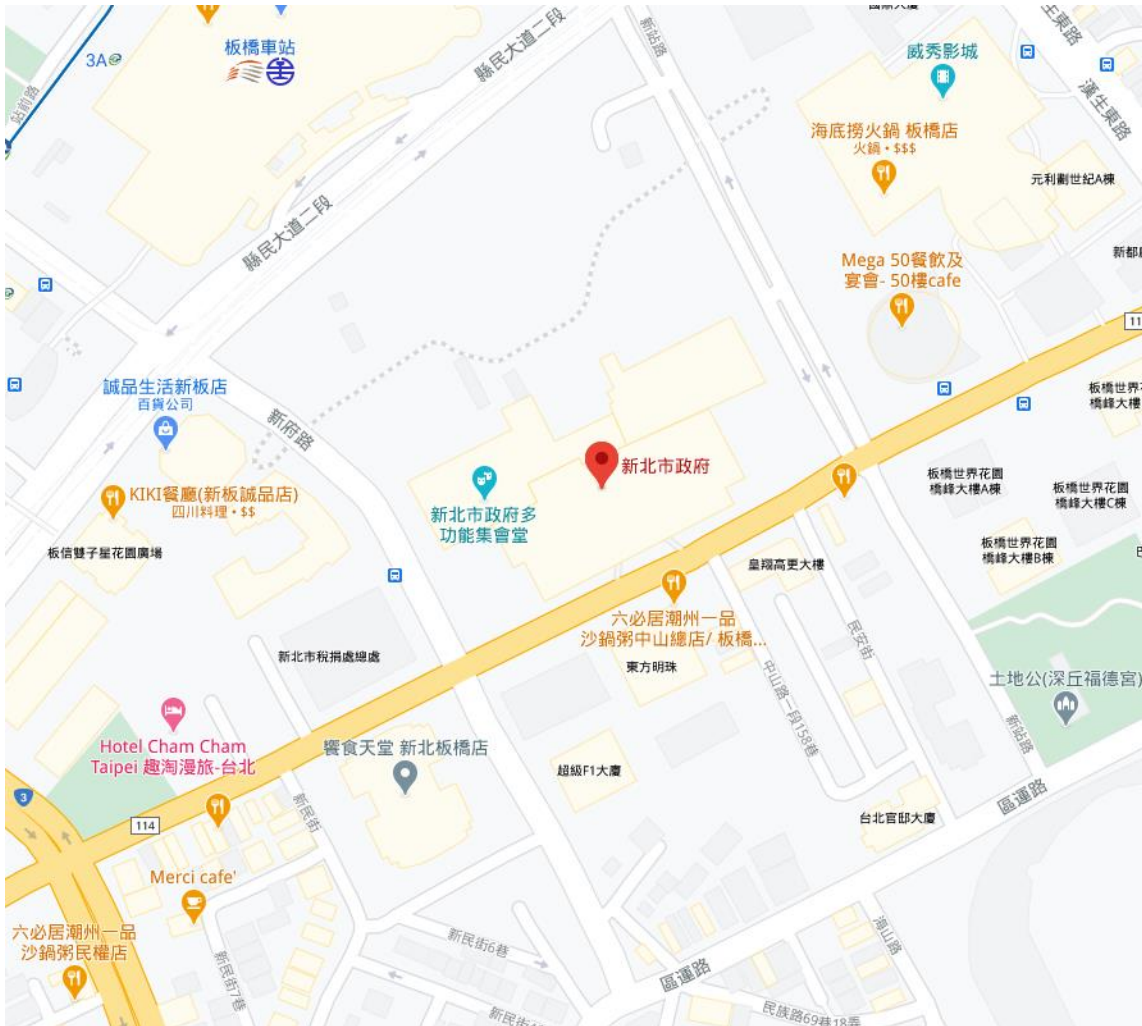 國際大廈
板橋車站
3A
站前路
縣民大道二段
新站路
威秀影城
漢生東路
海底撈火鍋 板橋店
火鍋・$$$
元利劃世紀A棟
縣民大道二段
Mega 50餐飲及
宴會- 50樓cafe
114
誠品生活新板店
百貨公司
新府路
板橋世界花園
橋峰大樓A棟
板橋世界花園
橋峰大樓C棟
新北市政府
KIKI餐廳(新板誠品店)
四川料理・$$
新北市政府多
功能集會堂
板信雙子星花園廣場
皇翔高更大樓
板橋世界花園
橋峰大樓B棟
六必居潮州一品
沙鍋粥中山總店/ 板橋...
民安街
新北市稅捐處總處
東方明珠
中山路一段158巷
土地公(深丘福德宮)
新站路
Hotel Cham Cham
Taipei 趣淘漫旅-台北
饗食天堂 新北板橋店
超級F1大廈
3
新民街
區運路
114
台北官邸大廈
Merci cafe'
六必居潮州一品
沙鍋粥民權店
新民街7巷
新民街6巷
海山路
區運路
民族路69巷18弄